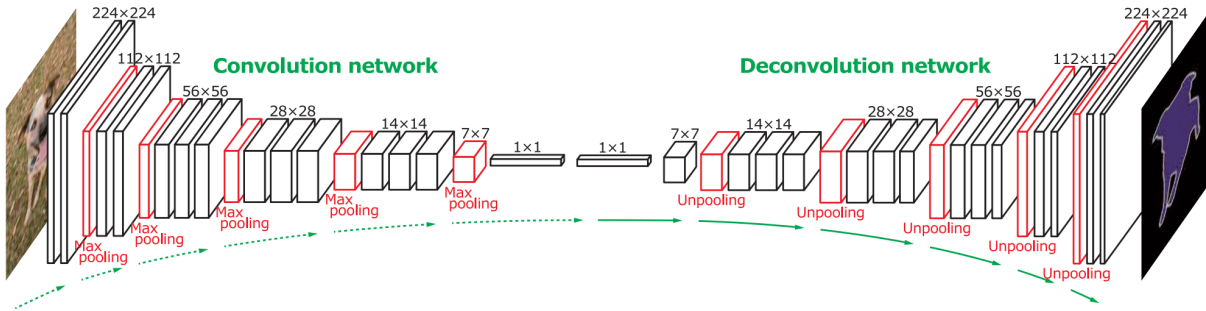 224×224
112×112
56×56
28×28
14×14
7×7
1×1
1×1
7×7
14×14
28×28
56×56
112×112
224×224
Convolution network
Deconvolution network
Max
pooling
Max
pooling
Max
pooling
Max
pooling
Max
pooling
Unpooling
Unpooling
Unpooling
Unpooling
Unpooling